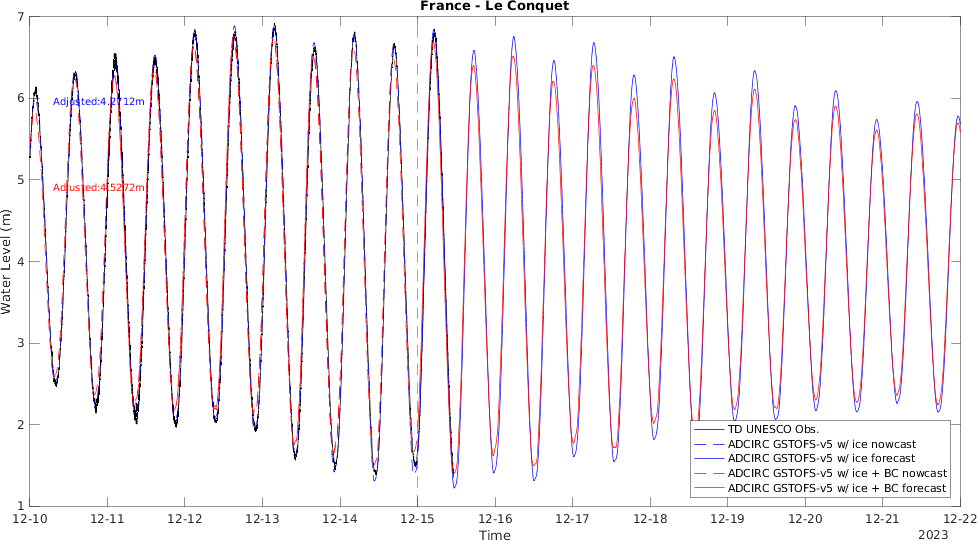 France - Le Conquet
7
6
5
4
3
2
1
Water Level (m)
Adjusted:4.2712m
Adjusted:4.5272m
TD UNESCO Obs.
ADCIRC GSTOFS-v5 w/ ice nowcast
ADCIRC GSTOFS-v5 w/ ice forecast
ADCIRC GSTOFS-v5 w/ ice + BC nowcast
ADCIRC GSTOFS-v5 w/ ice + BC forecast
12-10 12-11 12-12 12-13 12-14 12-15 12-16 12-17 12-18 12-19 12-20 12-21 12-22
Time 2023